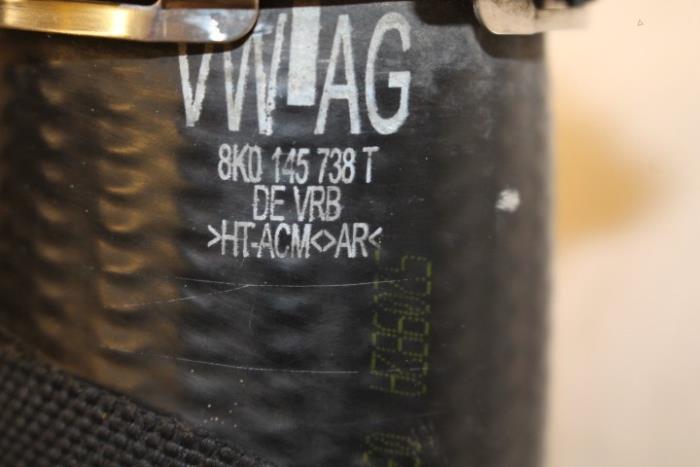 VW AG
8K0 145 738 T
DE VRB
>HT-ACM<>AR<